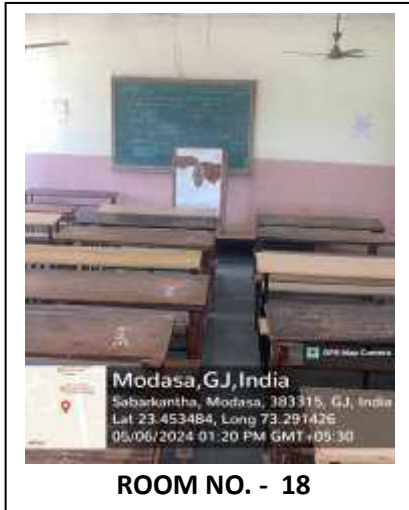 GPS Map Camera
Modasa,GJ,India
Sabarkantha, Modasa, 383315, GJ, India
Lat 23.453484, Long 73.291426
05/06/2024 01:20 PM GMT+05:30
ROOM NO. - 18